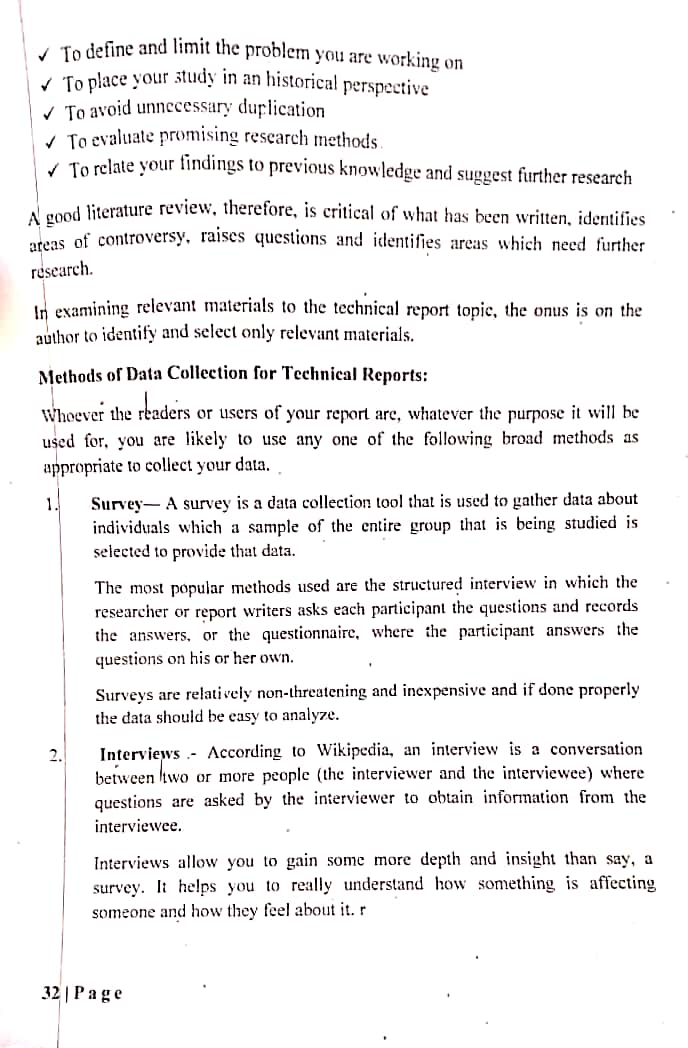 ✓ To define and limit the problem you are working on
✓ To place your study in an historical perspective
✓ To avoid unnecessary duplication
✓ To evaluate promising research methods
✓ To relate your findings to previous knowledge and suggest further research
A good literature review, therefore, is critical of what has been written, identifies
areas of controversy, raises questions and identifies areas which need further
research.
In examining relevant materials to the technical report topic, the onus is on the
author to identify and select only relevant materials.
Methods of Data Collection for Technical Reports:
Whoever the readers or users of your report are, whatever the purpose it will be
used for, you are likely to use any one of the following broad methods as
appropriate to collect your data.
1. Survey— A survey is a data collection tool that is used to gather data about
individuals which a sample of the entire group that is being studied is
selected to provide that data.
The most popular methods used are the structured interview in which the
researcher or report writers asks each participant the questions and records
the answers, or the questionnaire, where the participant answers the
questions on his or her own.
Surveys are relatively non-threatening and inexpensive and if done properly
the data should be easy to analyze.
2. Interviews .- According to Wikipedia, an interview is a conversation
between two or more people (the interviewer and the interviewee) where
questions are asked by the interviewer to obtain information from the
interviewee.
Interviews allow you to gain some more depth and insight than say, a
survey. It helps you to really understand how something is affecting
someone and how they feel about it. r
32 | P a g e